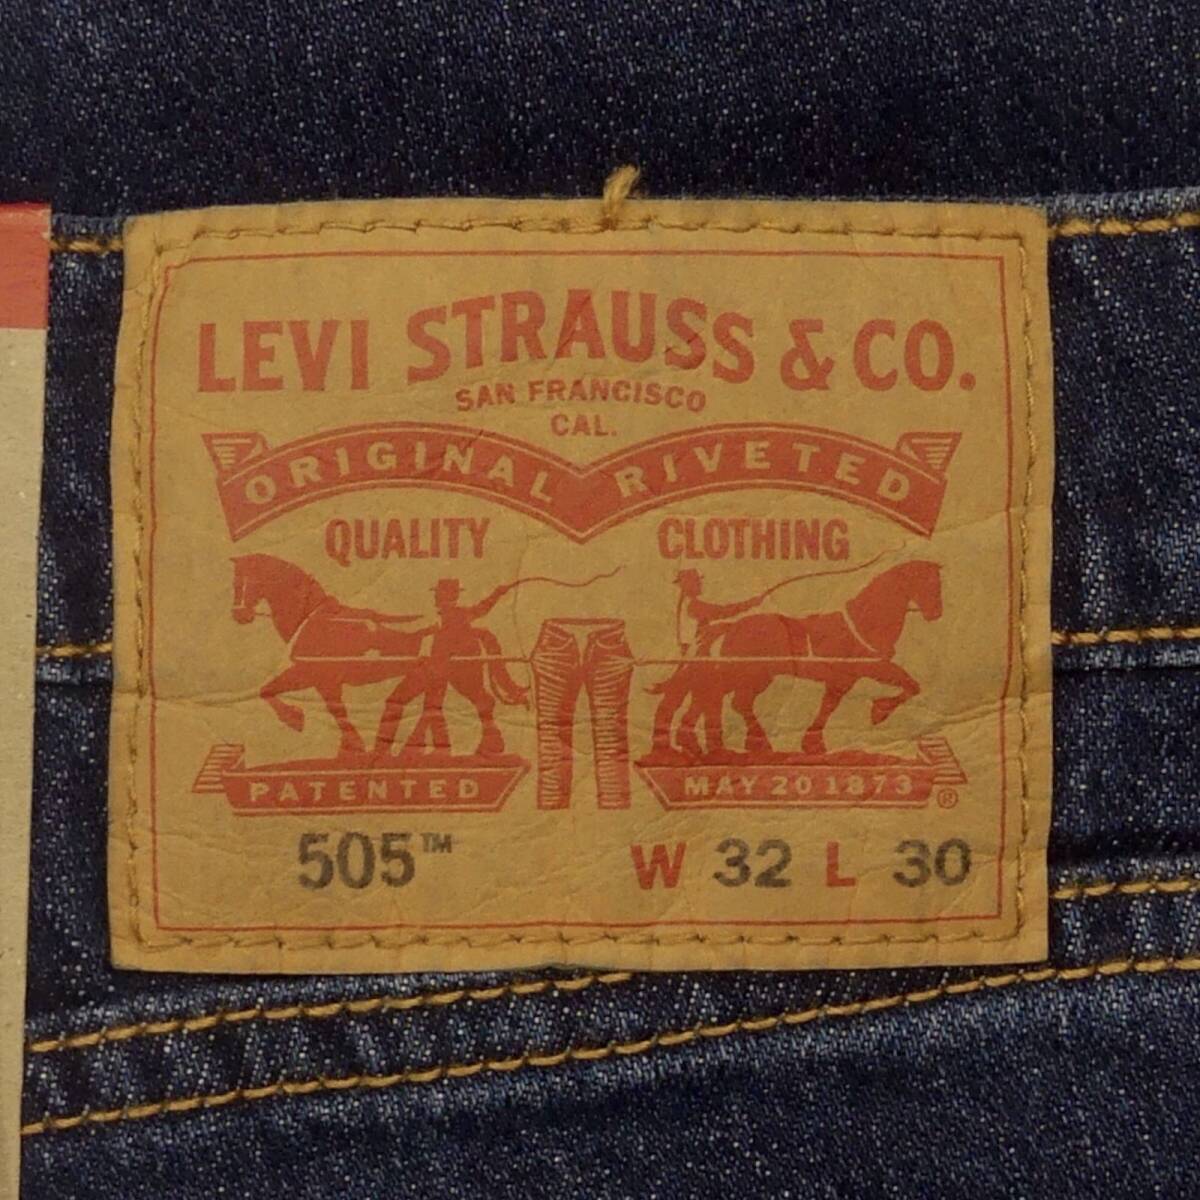 LEVI STRAUSS & CO.
SAN FRANCISCO
CAL.
ORIGINAL RIVETED
QUALITY CLOTHING
PATENTED MAY 20 1873 ®
505™ W 32 L 30